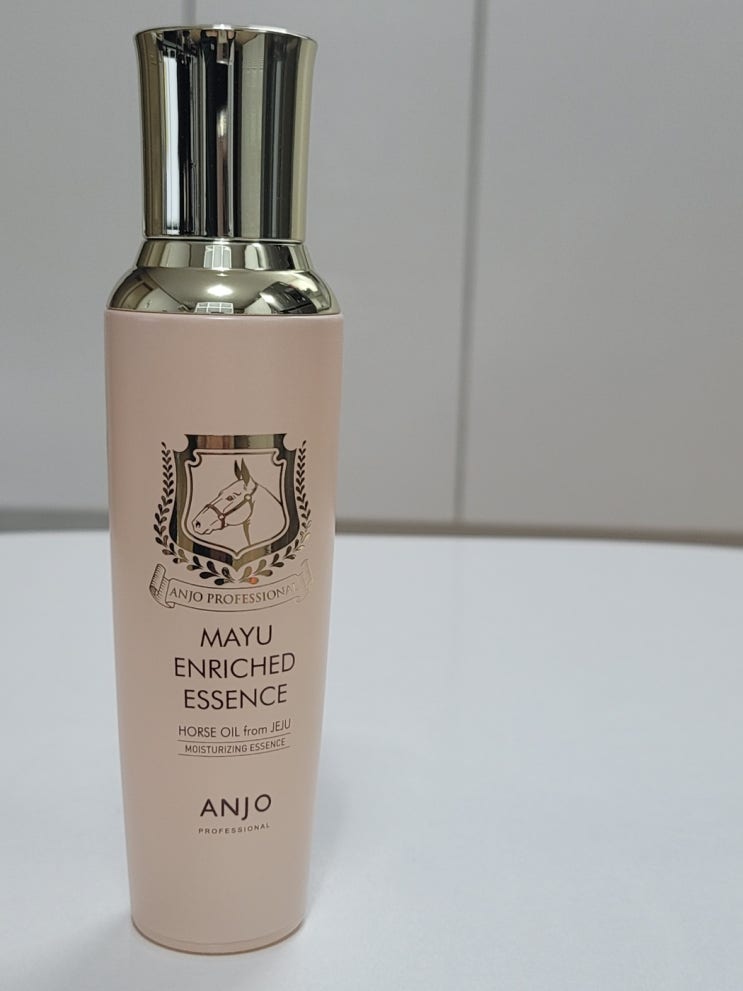 ANJO PROFESSIONAL
MAYU
ENRICHED
ESSENCE
HORSE OIL from JEJU
MOISTURIZING ESSENCE
ANJO
PROFESSIONAL